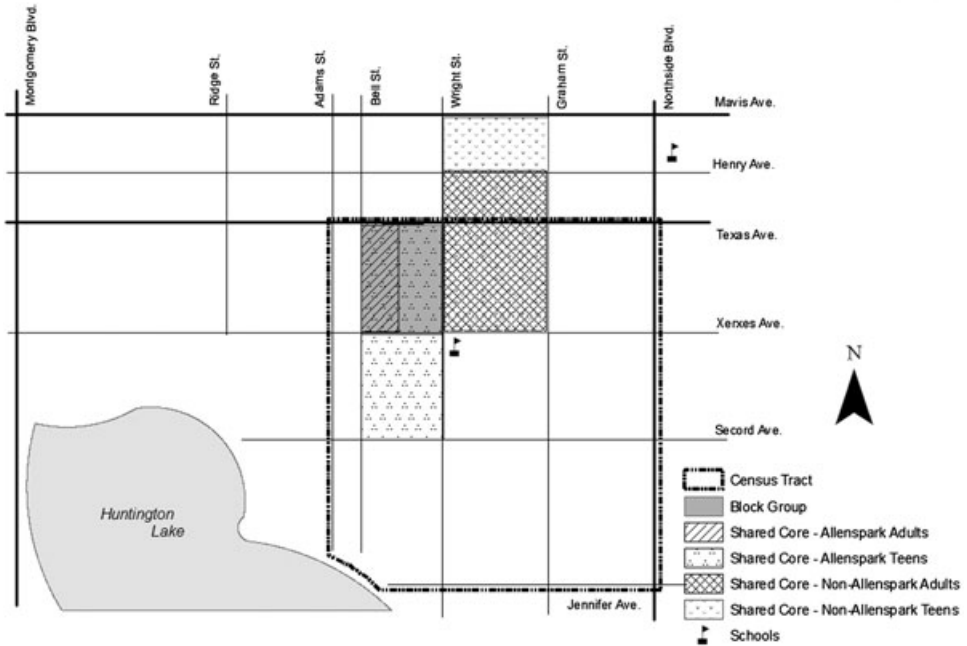 Montgomery Blvd.
Ridge St.
Adams St.
Bell St.
Wright St.
Graham St.
Northside Blvd.
Mavis Ave.
Henry Ave.
Texas Ave.
Xerxes Ave.
N
Secord Ave.
Huntington
Lake
Jennifer Ave.
Census Tract
Block Group
Shared Core - Allenspark Adults
Shared Core - Allenspark Teens
Shared Core - Non-Allenspark Adults
Shared Core - Non-Allenspark Teens
Schools